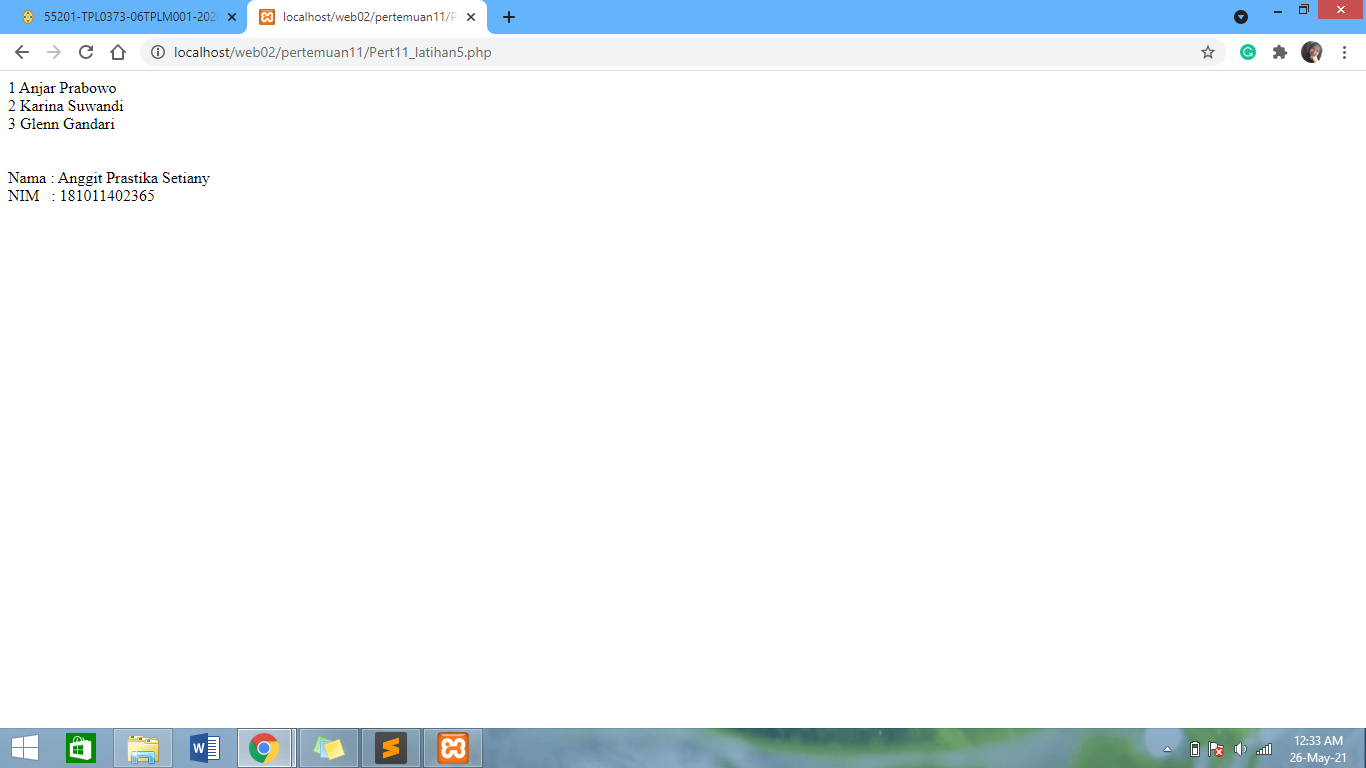 55201-TPL0373-06TPLM001-202
localhost/web02/pertemuan11/P
localhost/web02/pertemuan11/Pert11_latihan5.php
1 Anjar Prabowo
2 Karina Suwandi
3 Glenn Gandari
Nama : Anggit Prastika Setiany
NIM : 181011402365
12:33 AM
26-May-21